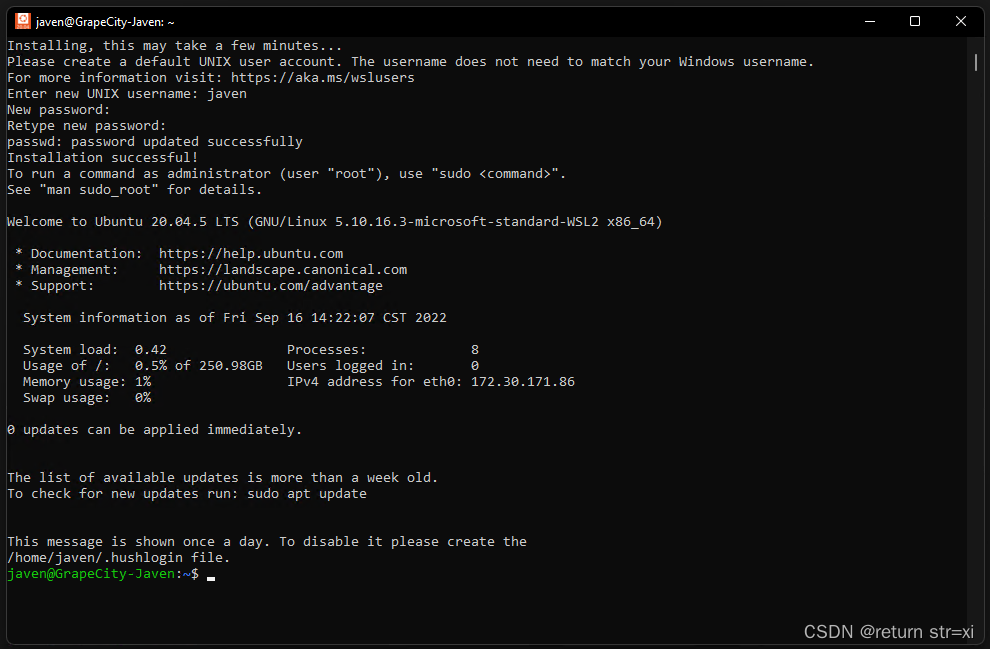 javen@GrapeCity-Javen: ~
Installing, this may take a few minutes...
Please create a default UNIX user account. The username does not need to match your Windows username.
For more information visit: https://aka.ms/wslusers
Enter new UNIX username: javen
New password:
Retype new password:
passwd: password updated successfully
Installation successful!
To run a command as administrator (user "root"), use "sudo <command>".
See "man sudo_root" for details.
Welcome to Ubuntu 20.04.5 LTS (GNU/Linux 5.10.16.3-microsoft-standard-WSL2 x86_64)
* Documentation:  https://help.ubuntu.com
* Management:     https://landscape.canonical.com
* Support:        https://ubuntu.com/advantage
System information as of Fri Sep 16 14:22:07 CST 2022
System load:  0.42               Processes:             8
Usage of /:   0.5% of 250.98GB   Users logged in:       0
Memory usage: 1%                 IPv4 address for eth0: 172.30.171.86
Swap usage:   0%
0 updates can be applied immediately.
The list of available updates is more than a week old.
To check for new updates run: sudo apt update
This message is shown once a day. To disable it please create the
/home/javen/.hushlogin file.
javen@GrapeCity-Javen:~$
CSDN @return str=xi